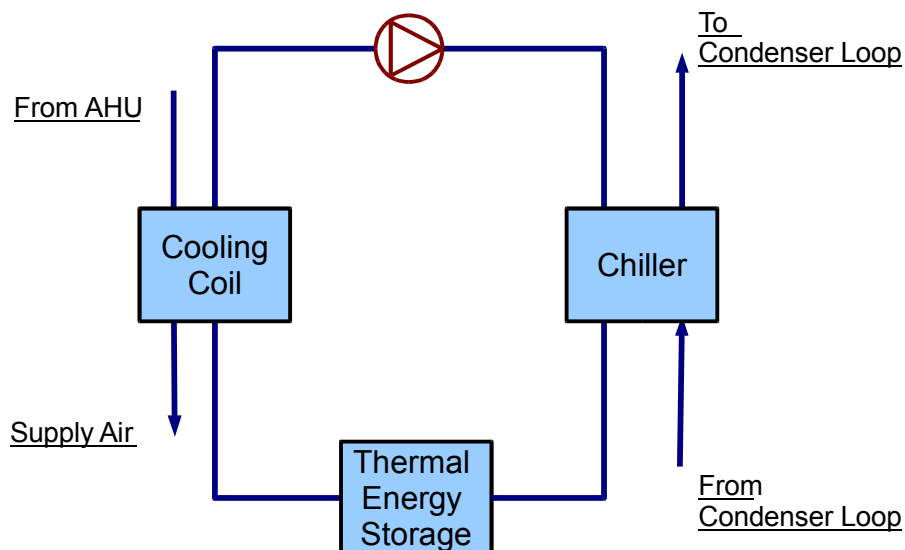 To
Condenser Loop
From AHU
Cooling
Coil
Chiller
Supply Air
Thermal
Energy
Storage
From
Condenser Loop